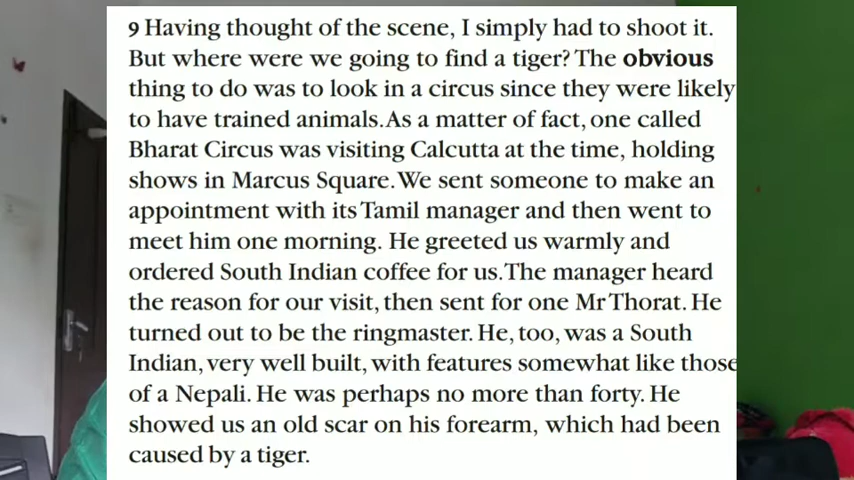 9 Having thought of the scene, I simply had to shoot it.
But where were we going to find a tiger? The obvious
thing to do was to look in a circus since they were likely
to have trained animals. As a matter of fact, one called
Bharat Circus was visiting Calcutta at the time, holding
shows in Marcus Square. We sent someone to make an
appointment with its Tamil manager and then went to
meet him one morning. He greeted us warmly and
ordered South Indian coffee for us. The manager heard
the reason for our visit, then sent for one Mr Thorat. He
turned out to be the ringmaster. He, too, was a South
Indian, very well built, with features somewhat like those
of a Nepali. He was perhaps no more than forty. He
showed us an old scar on his forearm, which had been
caused by a tiger.